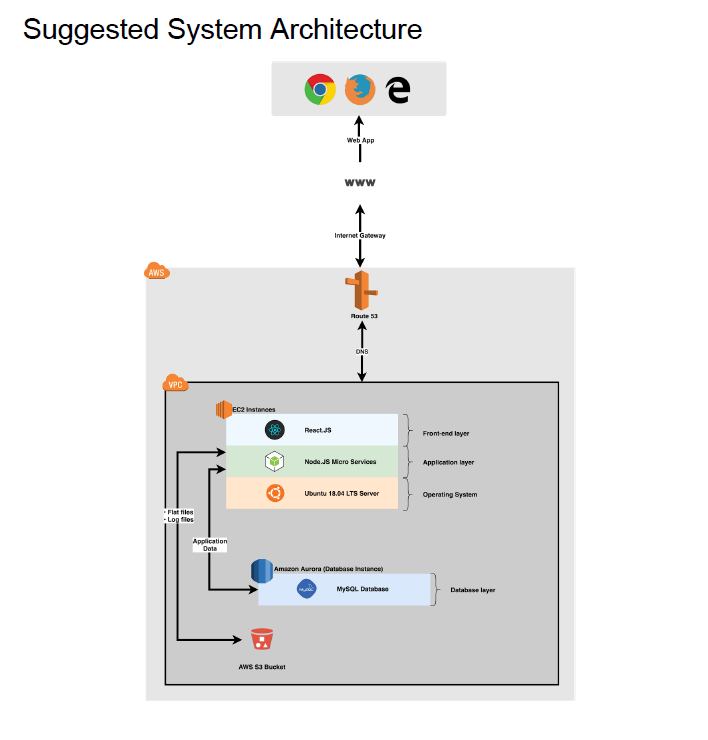 Suggested System Architecture
Web App
www
Internet Gateway
AWS
Route 53
DNS
VPC
EC2 Instances
React.JS
Front-end layer
Node.JS Micro Services
Application layer
Ubuntu 18.04 LTS Server
Operating System
- Flat files
- Log files
Application
Data
Amazon Aurora (Database Instance)
MySQL
MySQL Database
Database layer
AWS S3 Bucket